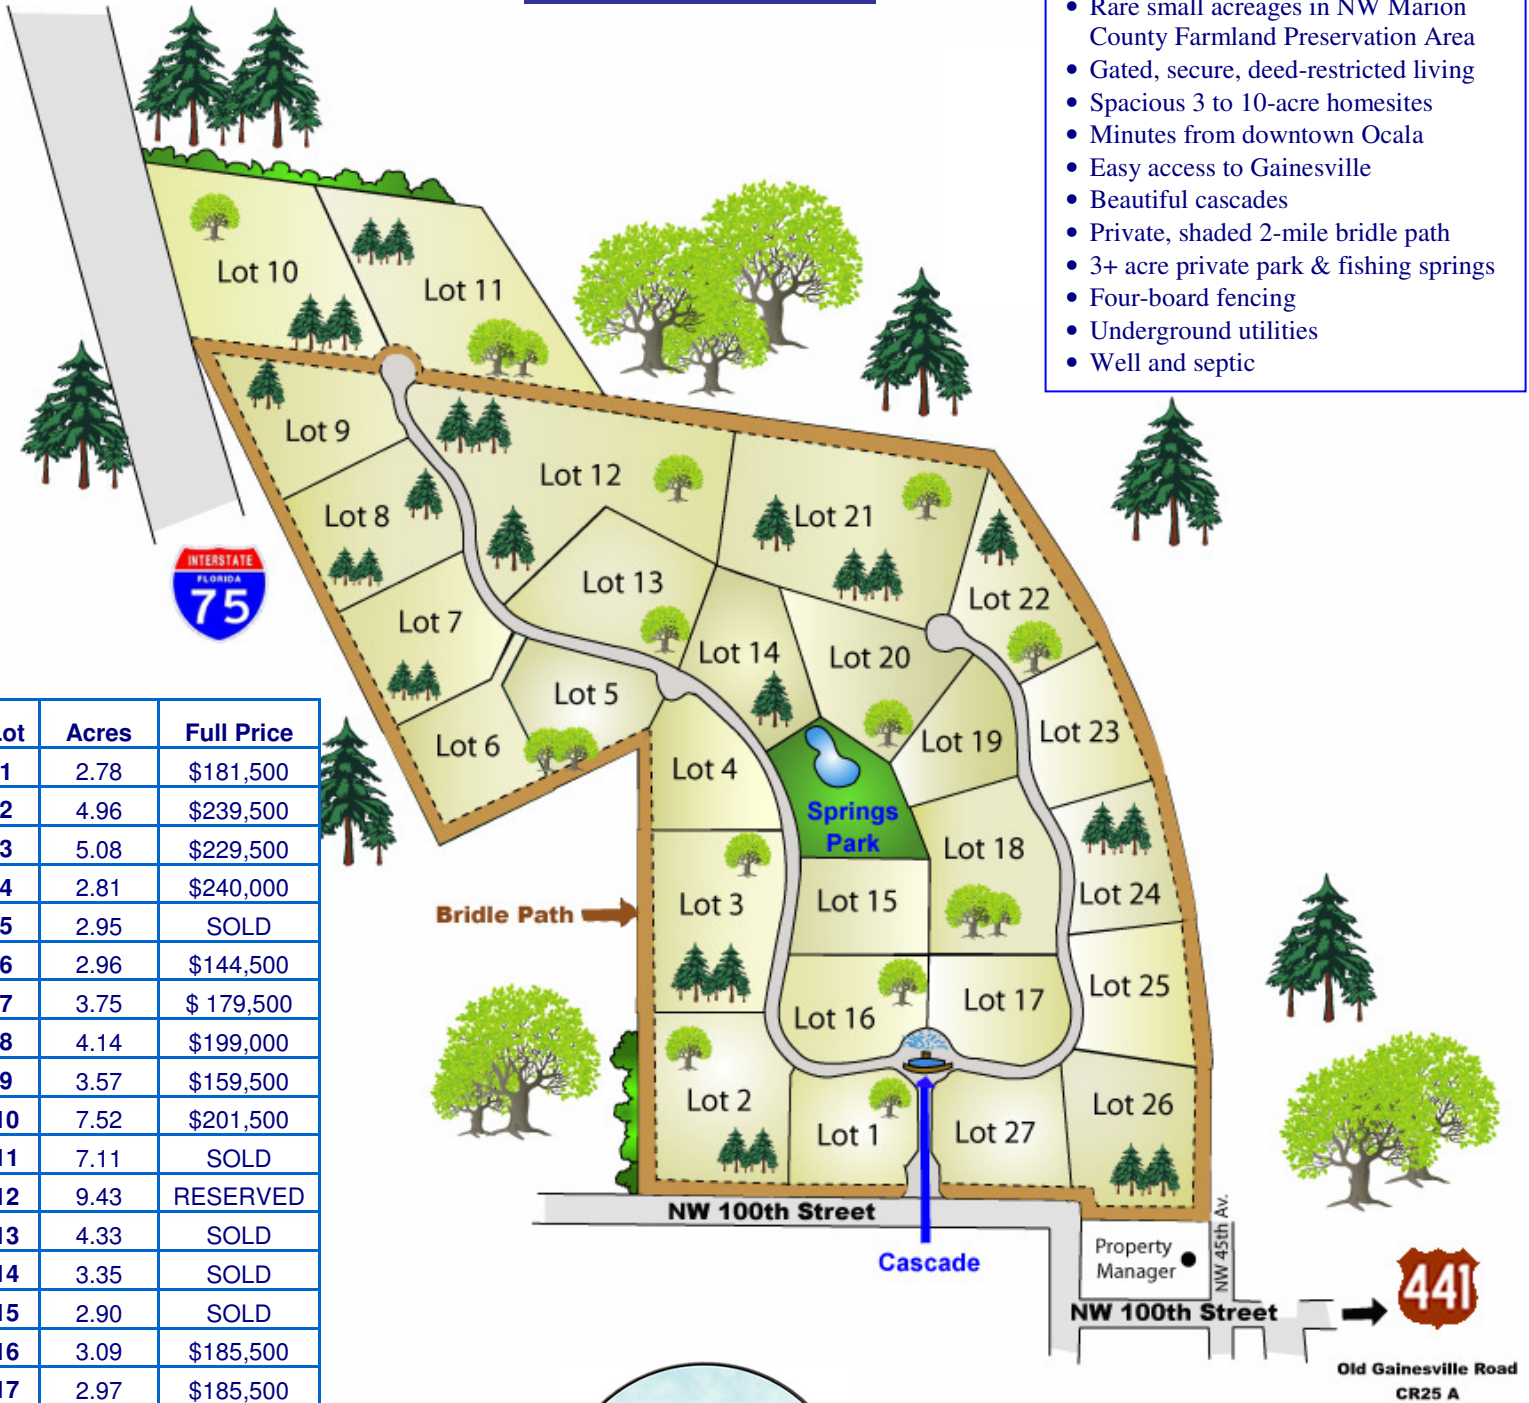 • Rare small acreages in NW Marion
County Farmland Preservation Area
• Gated, secure, deed-restricted living
• Spacious 3 to 10-acre homesites
• Minutes from downtown Ocala
• Easy access to Gainesville
• Beautiful cascades
• Private, shaded 2-mile bridle path
• 3+ acre private park & fishing springs
• Four-board fencing
• Underground utilities
• Well and septic
Lot 10
Lot 11
Lot 9
Lot 12
Lot 8
Lot 21
INTERSTATE
FLORIDA
75
Lot 13
Lot 22
Lot 7
Lot 14
Lot 20
Lot 5
Lot 6
Lot 19
Lot 23
Lot 4
Springs
Park
Lot 18
Lot 24
Lot 3
Lot 15
Bridle Path
Lot 16
Lot 17
Lot 25
Lot 2
Lot 1
Lot 27
Lot 26
NW 100th Street
Cascade
Property
Manager
NW 45th Av.
NW 100th Street
441
Old Gainesville Road
CR25 A
Lot Acres Full Price
1 2.78 $181,500
2 4.96 $239,500
3 5.08 $229,500
4 2.81 $240,000
5 2.95 SOLD
6 2.96 $144,500
7 3.75 $ 179,500
8 4.14 $199,000
9 3.57 $159,500
10 7.52 $201,500
11 7.11 SOLD
12 9.43 RESERVED
13 4.33 SOLD
14 3.35 SOLD
15 2.90 SOLD
16 3.09 $185,500
17 2.97 $185,500